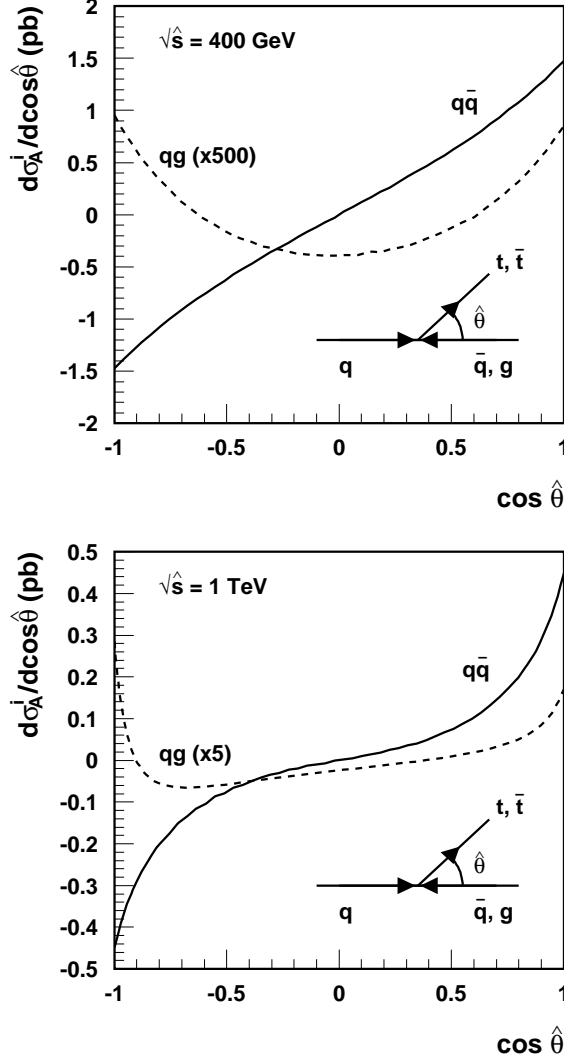 dσ^i_A/dcosθ̂ (pb)
2
1.5
1
0.5
0
-0.5
-1
-1.5
-2
√ŝ = 400 GeV
qq̄
qg (x500)
t, t̄
θ̂
q
q̄, g
-1
-0.5
0
0.5
1
cos θ̂
dσ^i_A/dcosθ̂ (pb)
0.5
0.4
0.3
0.2
0.1
0
-0.1
-0.2
-0.3
-0.4
-0.5
√ŝ = 1 TeV
qq̄
qg (x5)
t, t̄
θ̂
q
q̄, g
-1
-0.5
0
0.5
1
cos θ̂